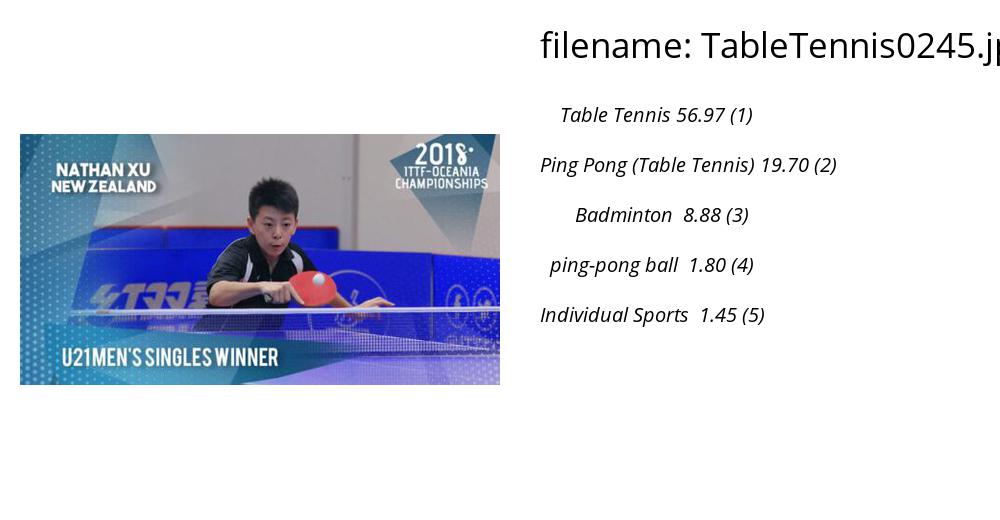 filename: TableTennis0245.j
Table Tennis 56.97 (1)
Ping Pong (Table Tennis) 19.70 (2)
Badminton 8.88 (3)
ping-pong ball 1.80 (4)
Individual Sports 1.45 (5)
NATHAN XU
NEW ZEALAND
2018
ITTF-OCEANIA
CHAMPIONSHIPS
U21 MEN'S SINGLES WINNER